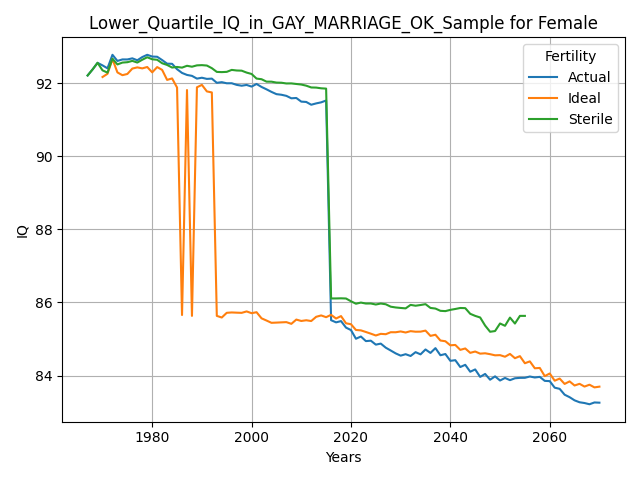 Lower_Quartile_IQ_in_GAY_MARRIAGE_OK_Sample for Female
Fertility
Actual
Ideal
Sterile
IQ
92
90
88
86
84
1980
2000
2020
2040
2060
Years